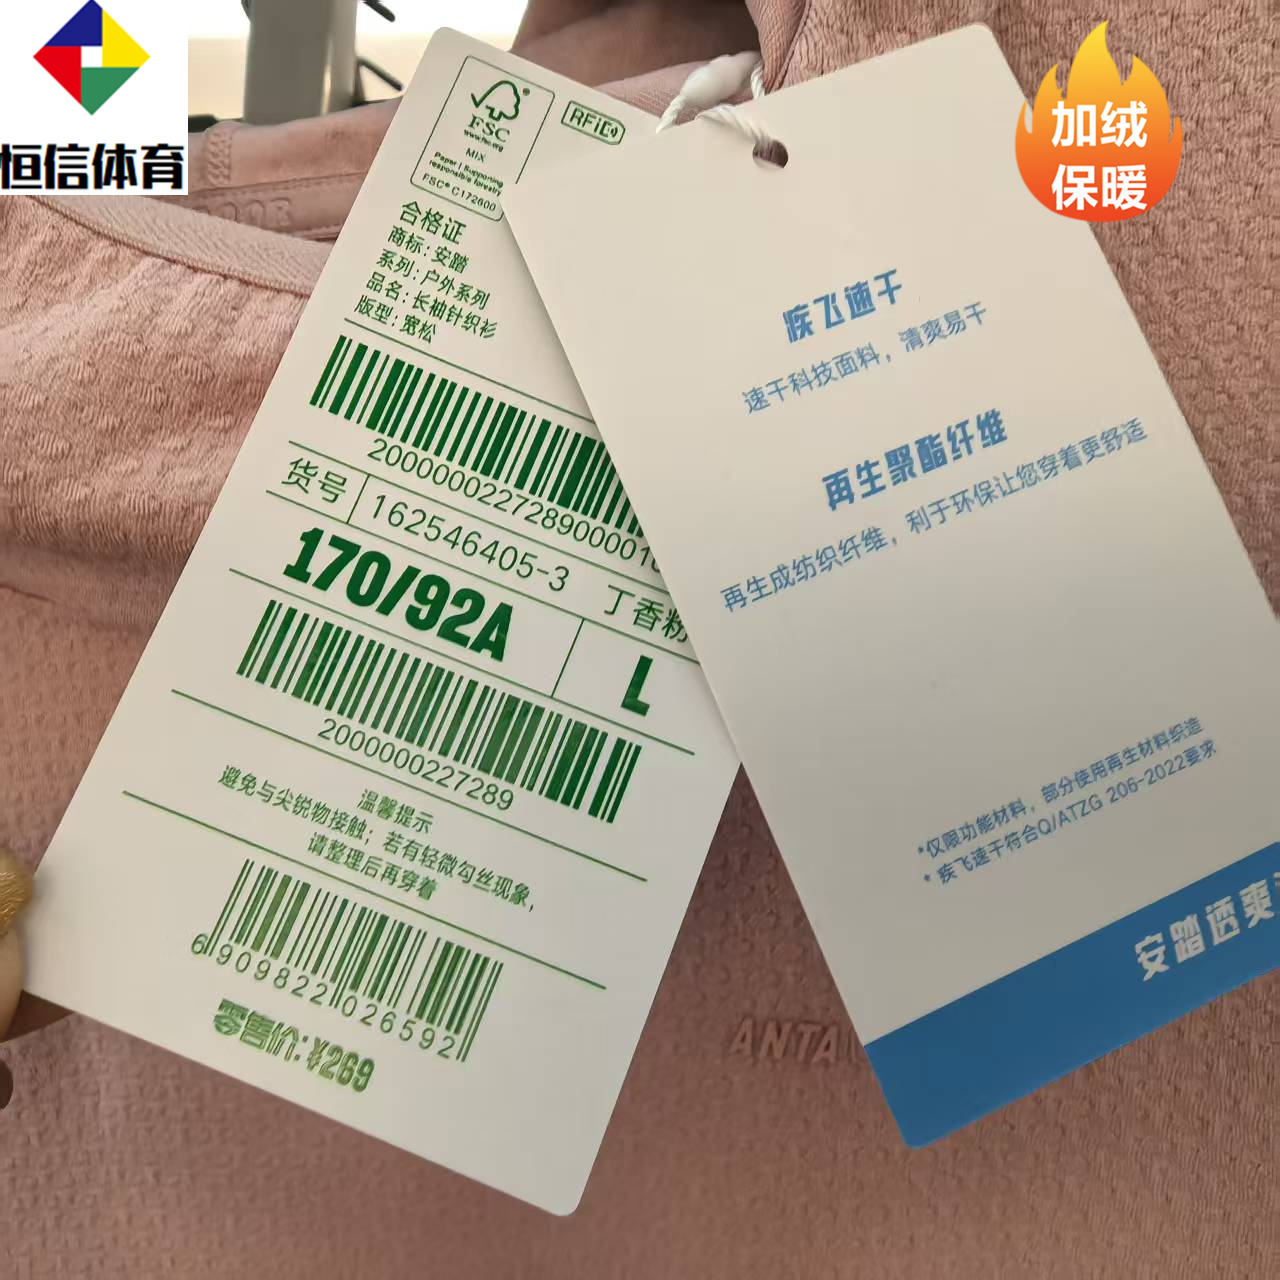 恒信体育
加绒
保暖
FSC
www.fsc.org
MIX
Paper | Supporting
responsible forestry
FSC® C172600
RFID
合格证
商标：安踏
系列：户外系列
品名：长袖针织衫
版型：宽松
200000022728900001
货号
162546405-3
丁香粉
170/92A
L
2000000227289
温馨提示
避免与尖锐物接触；若有轻微勾丝现象，
请整理后再穿着
6909822026592
零售价:¥269
疾飞速干
速干科技面料，清爽易干
再生聚酯纤维
再生成纺织纤维，利于环保让您穿着更舒适
*仅限功能材料，部分使用再生材料织造
*疾飞速干符合Q/ATZG 206-2022要求
安踏透爽
ANTA